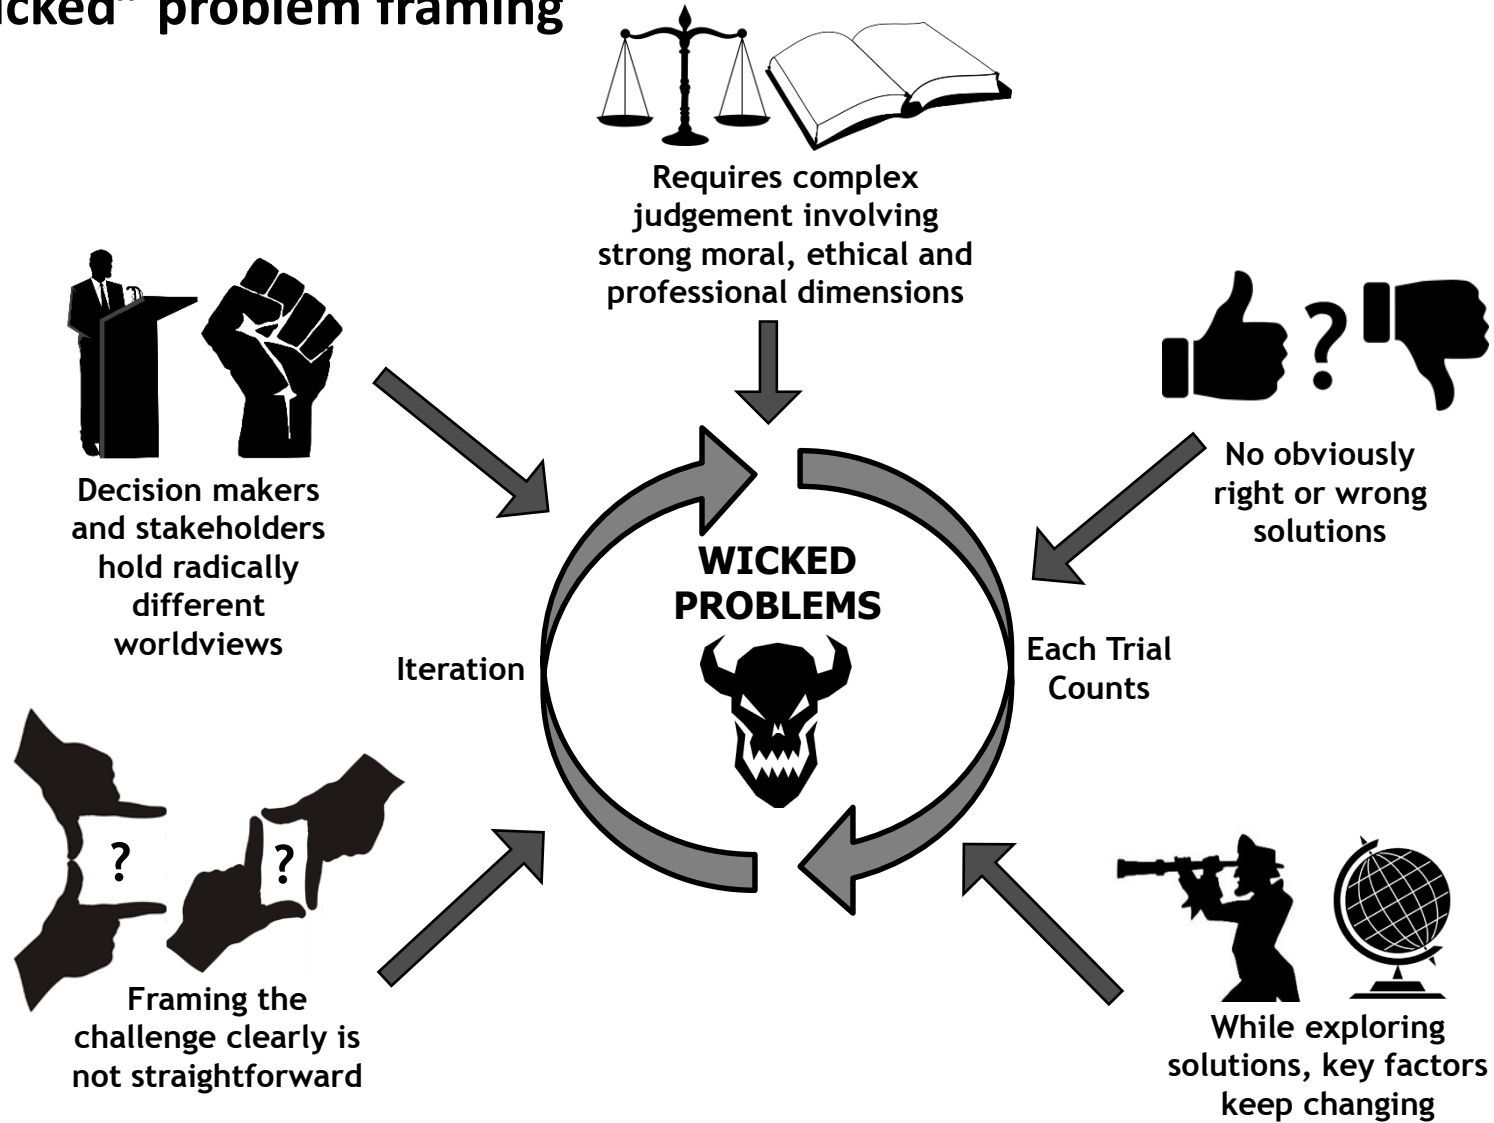 icked" problem framing
Requires complex
judgement involving
strong moral, ethical and
professional dimensions
?
No obviously
right or wrong
solutions
Decision makers
and stakeholders
hold radically
different
worldviews
WICKED
PROBLEMS
Iteration
Each Trial
Counts
?
?
Framing the
challenge clearly is
not straightforward
While exploring
solutions, key factors
keep changing